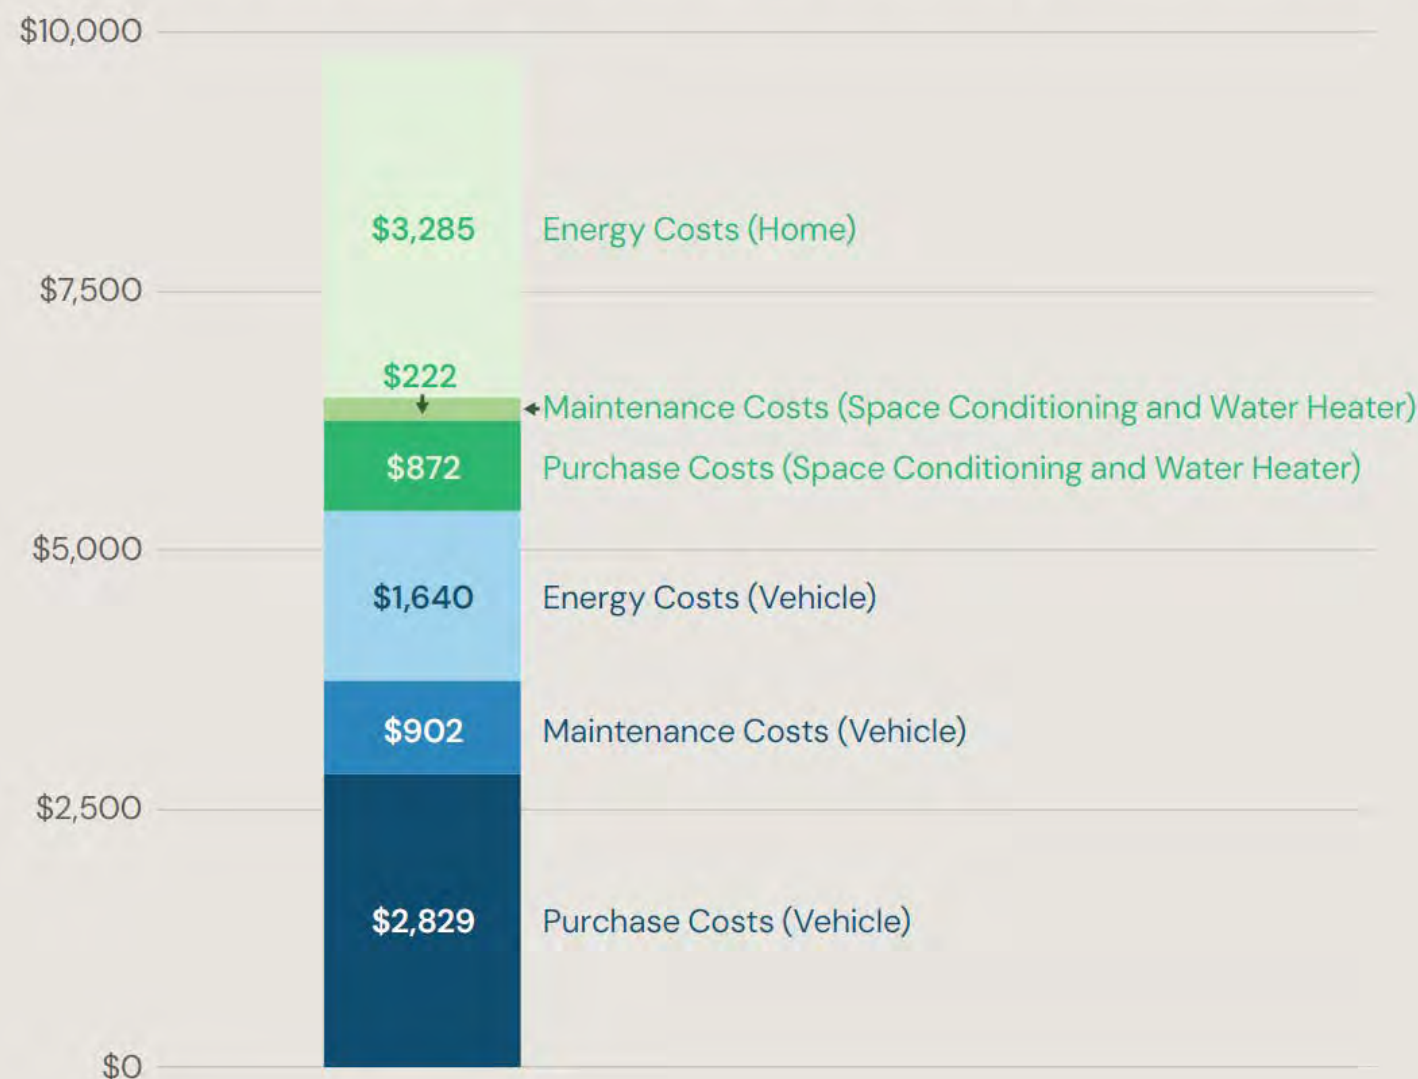 $10,000
$3,285 Energy Costs (Home)
$7,500
$222
Maintenance Costs (Space Conditioning and Water Heater)
$872 Purchase Costs (Space Conditioning and Water Heater)
$5,000
$1,640 Energy Costs (Vehicle)
$902 Maintenance Costs (Vehicle)
$2,500
$2,829 Purchase Costs (Vehicle)
$0